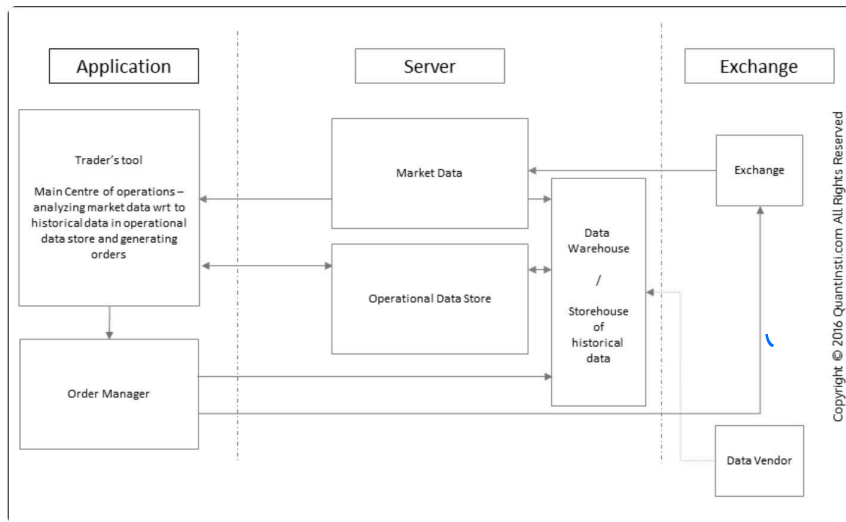 Application
Server
Exchange
Trader's tool
Main Centre of operations –
analyzing market data wrt to
historical data in operational
data store and generating
orders
Market Data
Exchange
Data
Warehouse
/
Storehouse
of
historical
data
Operational Data Store
Order Manager
Data Vendor
Copyright © 2016 QuantInsti.com All Rights Reserved